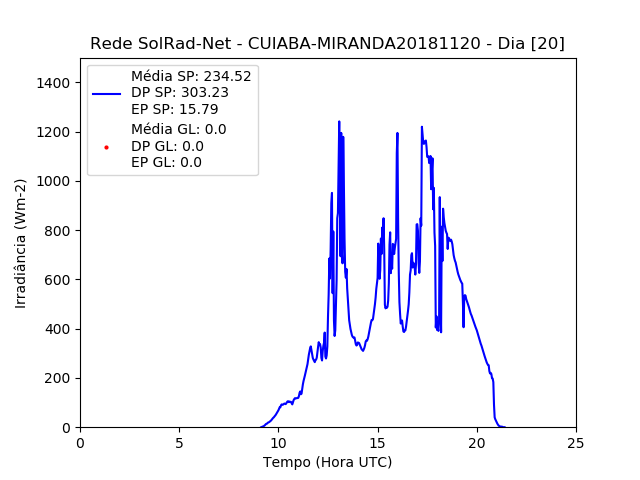 Rede SolRad-Net - CUIABA-MIRANDA20181120 - Dia [20]
Média SP: 234.52
DP SP: 303.23
EP SP: 15.79
Média GL: 0.0
DP GL: 0.0
EP GL: 0.0
Irradiância (Wm-2)
1400
1200
1000
800
600
400
200
0
0 5 10 15 20 25
Tempo (Hora UTC)